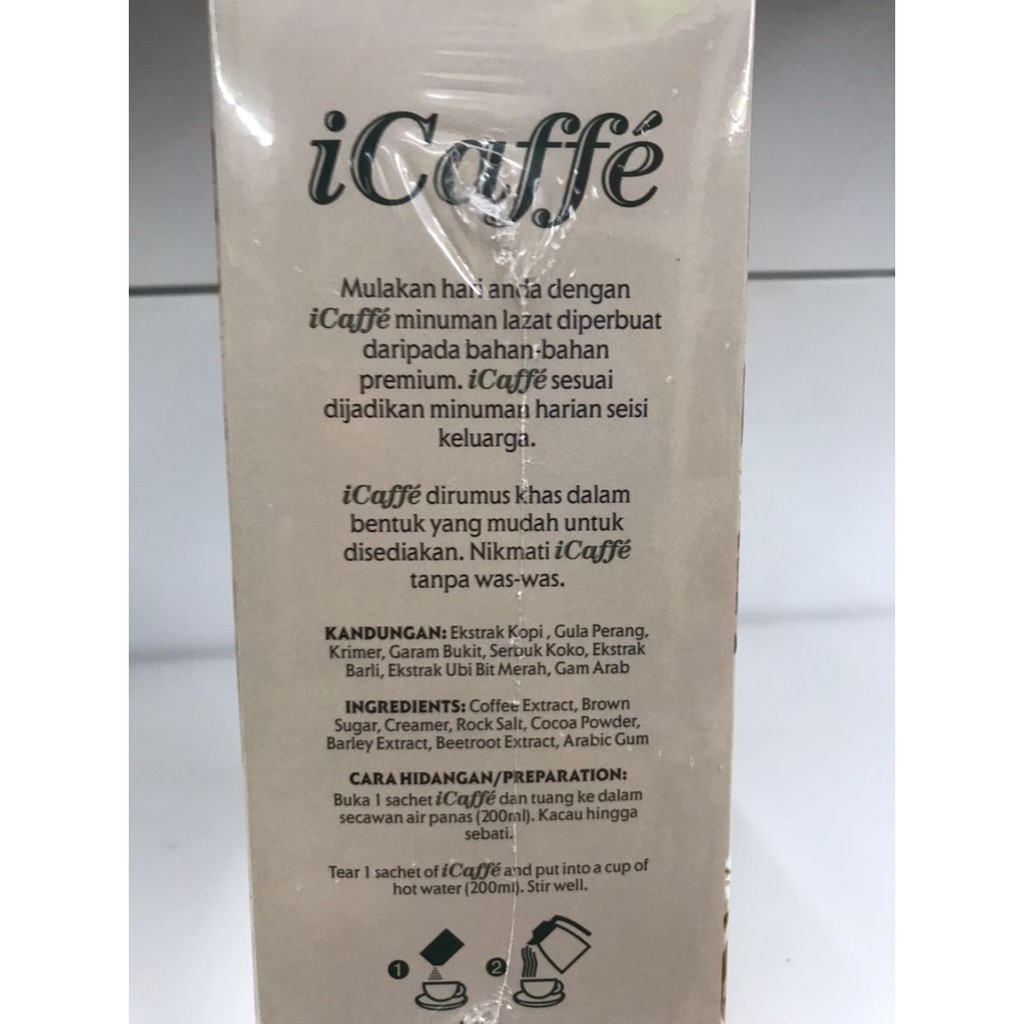 iCaffé
Mulakan hari anda dengan
iCaffé minuman lazat diperbuat
daripada bahan-bahan
premium. iCaffé sesuai
dijadikan minuman harian seisi
keluarga.
iCaffé dirumus khas dalam
bentuk yang mudah untuk
disediakan. Nikmati iCaffé
tanpa was-was.
KANDUNGAN: Ekstrak Kopi , Gula Perang,
Krimer, Garam Bukit, Serbuk Koko, Ekstrak
Barli, Ekstrak Ubi Bit Merah, Gam Arab
INGREDIENTS: Coffee Extract, Brown
Sugar, Creamer, Rock Salt, Cocoa Powder,
Barley Extract, Beetroot Extract, Arabic Gum
CARA HIDANGAN/PREPARATION:
Buka 1 sachet iCaffé dan tuang ke dalam
secawan air panas (200ml). Kacau hingga
sebati.
Tear 1 sachet of iCaffé and put into a cup of
hot water (200ml). Stir well.
1 2